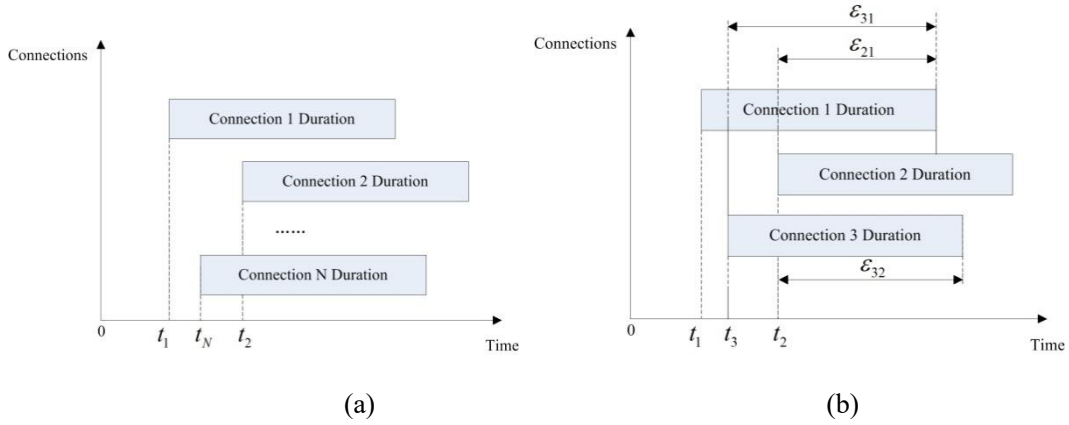 Connections
Connection 1 Duration
Connection 2 Duration
......
Connection N Duration
0
t₁ t_N t₂
Time
(a)
Connections
ε₃₁
ε₂₁
Connection 1 Duration
Connection 2 Duration
Connection 3 Duration
ε₃₂
0
t₁ t₃ t₂
Time
(b)